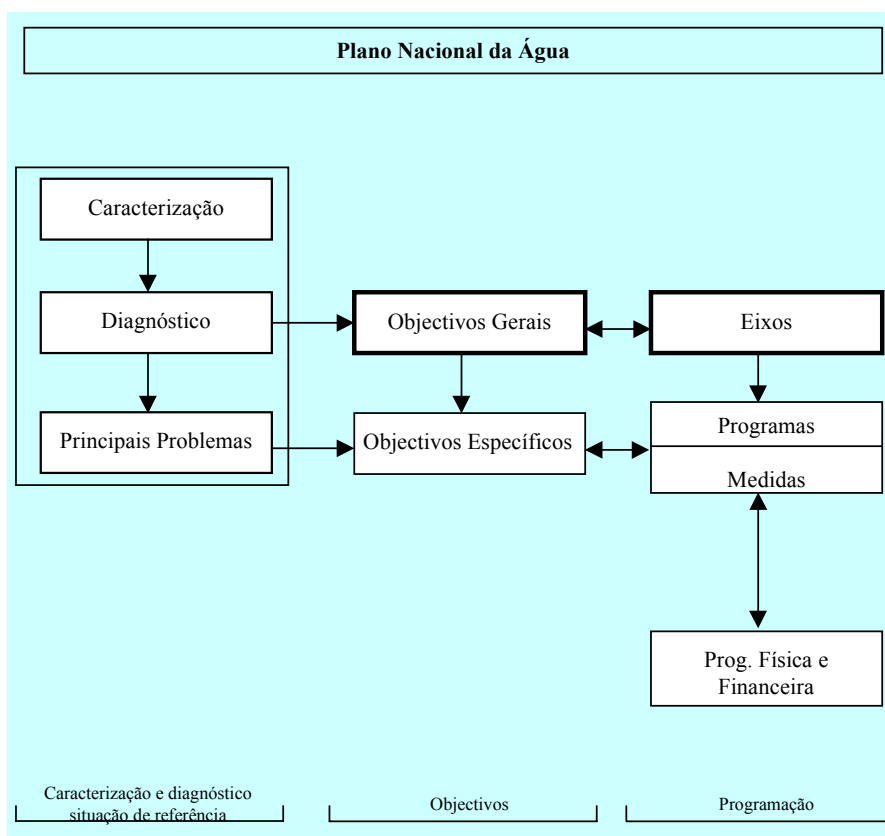 Plano Nacional da Água
Caracterização
Diagnóstico
Objectivos Gerais
Eixos
Principais Problemas
Objectivos Específicos
Programas
Medidas
Prog. Física e
Financeira
Caracterização e diagnóstico
situação de referência
Objectivos
Programação